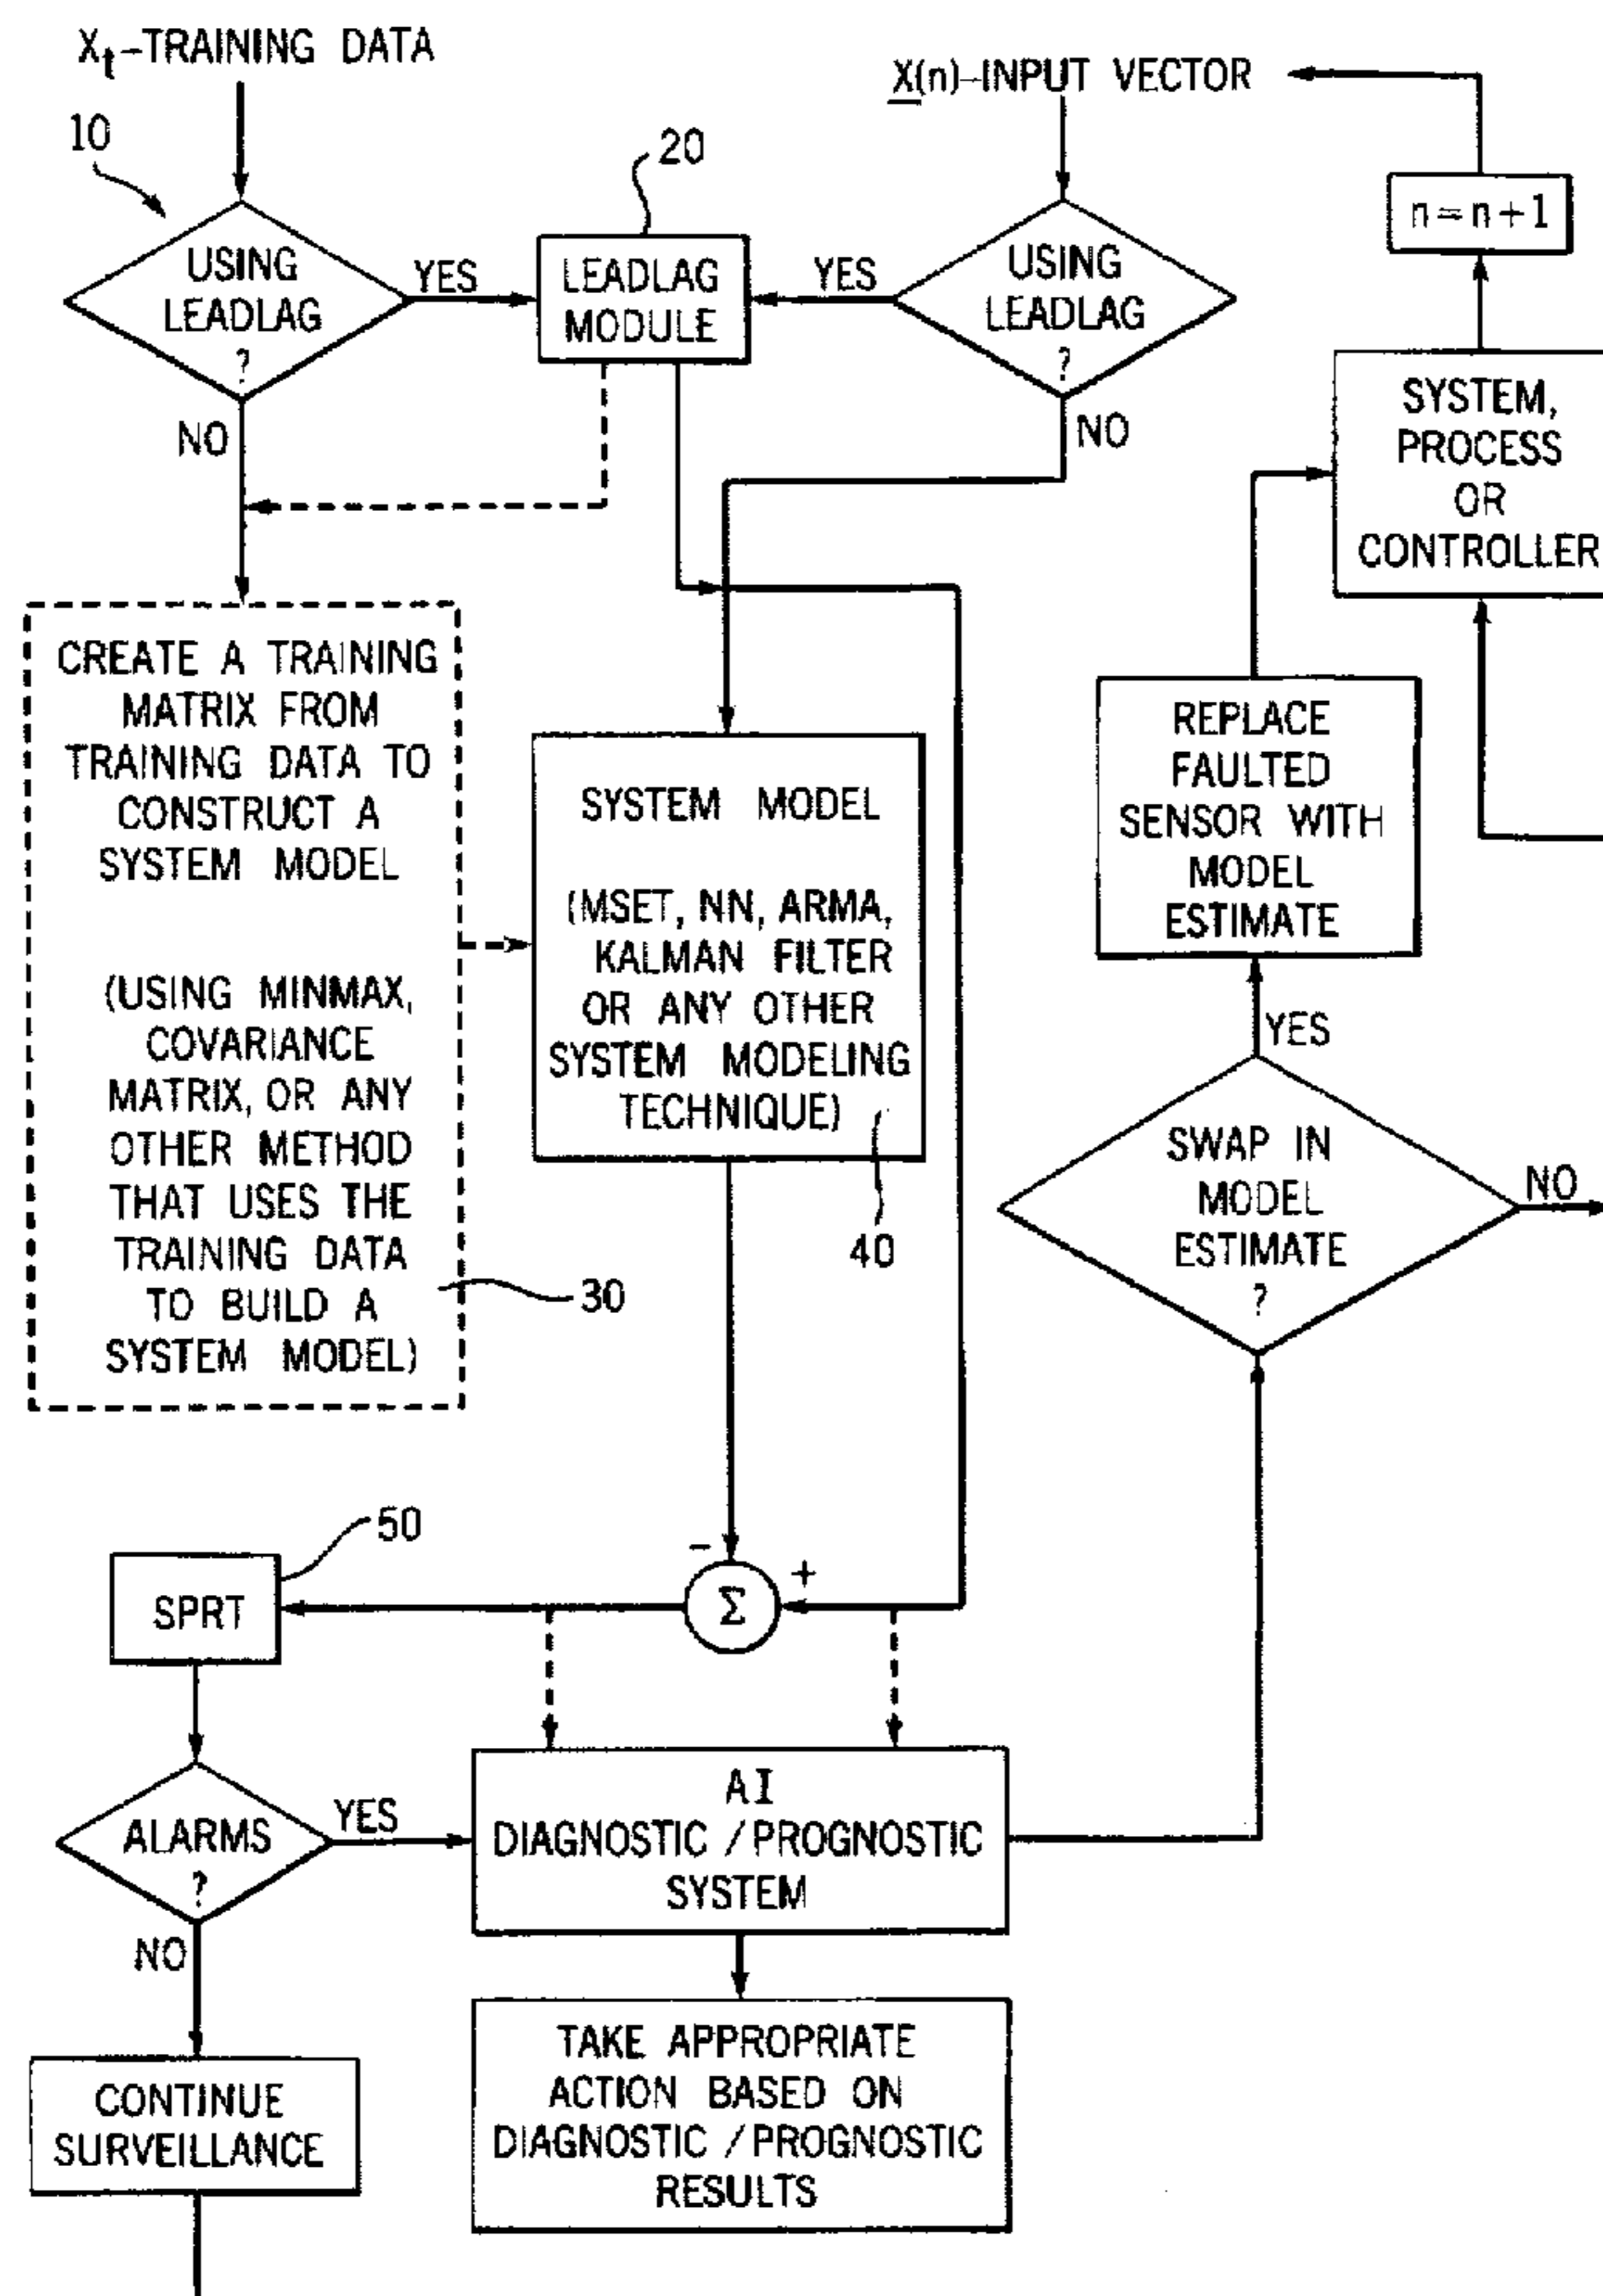 Xt-TRAINING DATA
10
USING
LEADLAG
?
YES
NO
20
LEADLAG
MODULE
X(n)-INPUT VECTOR
YES
USING
LEADLAG
?
NO
n=n+1
SYSTEM,
PROCESS
OR
CONTROLLER
CREATE A TRAINING
MATRIX FROM
TRAINING DATA TO
CONSTRUCT A
SYSTEM MODEL
(USING MINMAX,
COVARIANCE
MATRIX, OR ANY
OTHER METHOD
THAT USES THE
TRAINING DATA
TO BUILD A
SYSTEM MODEL)
30
SYSTEM MODEL
(MSET, NN, ARMA,
KALMAN FILTER
OR ANY OTHER
SYSTEM MODELING
TECHNIQUE)
40
REPLACE
FAULTED
SENSOR WITH
MODEL
ESTIMATE
YES
SWAP IN
MODEL
ESTIMATE
?
NO
50
SPRT
-
Σ
+
ALARMS
?
YES
NO
AI
DIAGNOSTIC / PROGNOSTIC
SYSTEM
CONTINUE
SURVEILLANCE
TAKE APPROPRIATE
ACTION BASED ON
DIAGNOSTIC / PROGNOSTIC
RESULTS